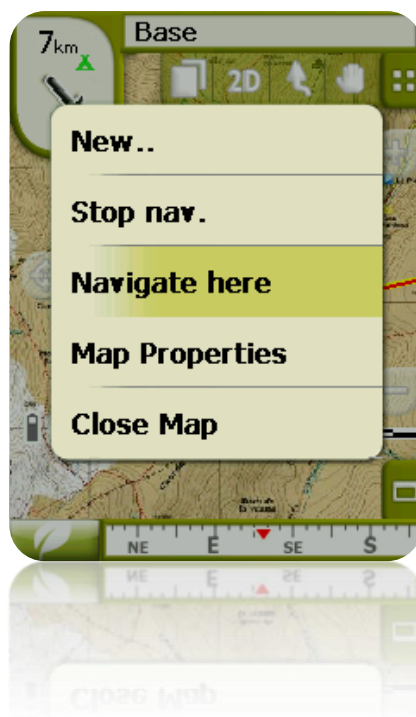 7km
Base
2D
New..
Stop nav.
Navigate here
Map Properties
Close Map
NE E SE S